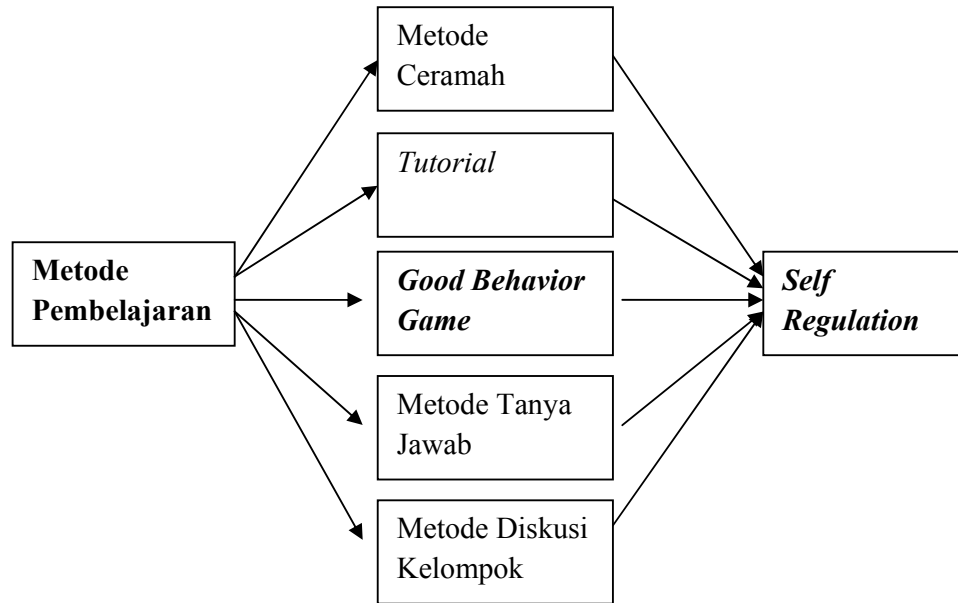 Metode
Ceramah
Tutorial
Metode
Pembelajaran
Good Behavior
Game
Self
Regulation
Metode Tanya
Jawab
Metode Diskusi
Kelompok